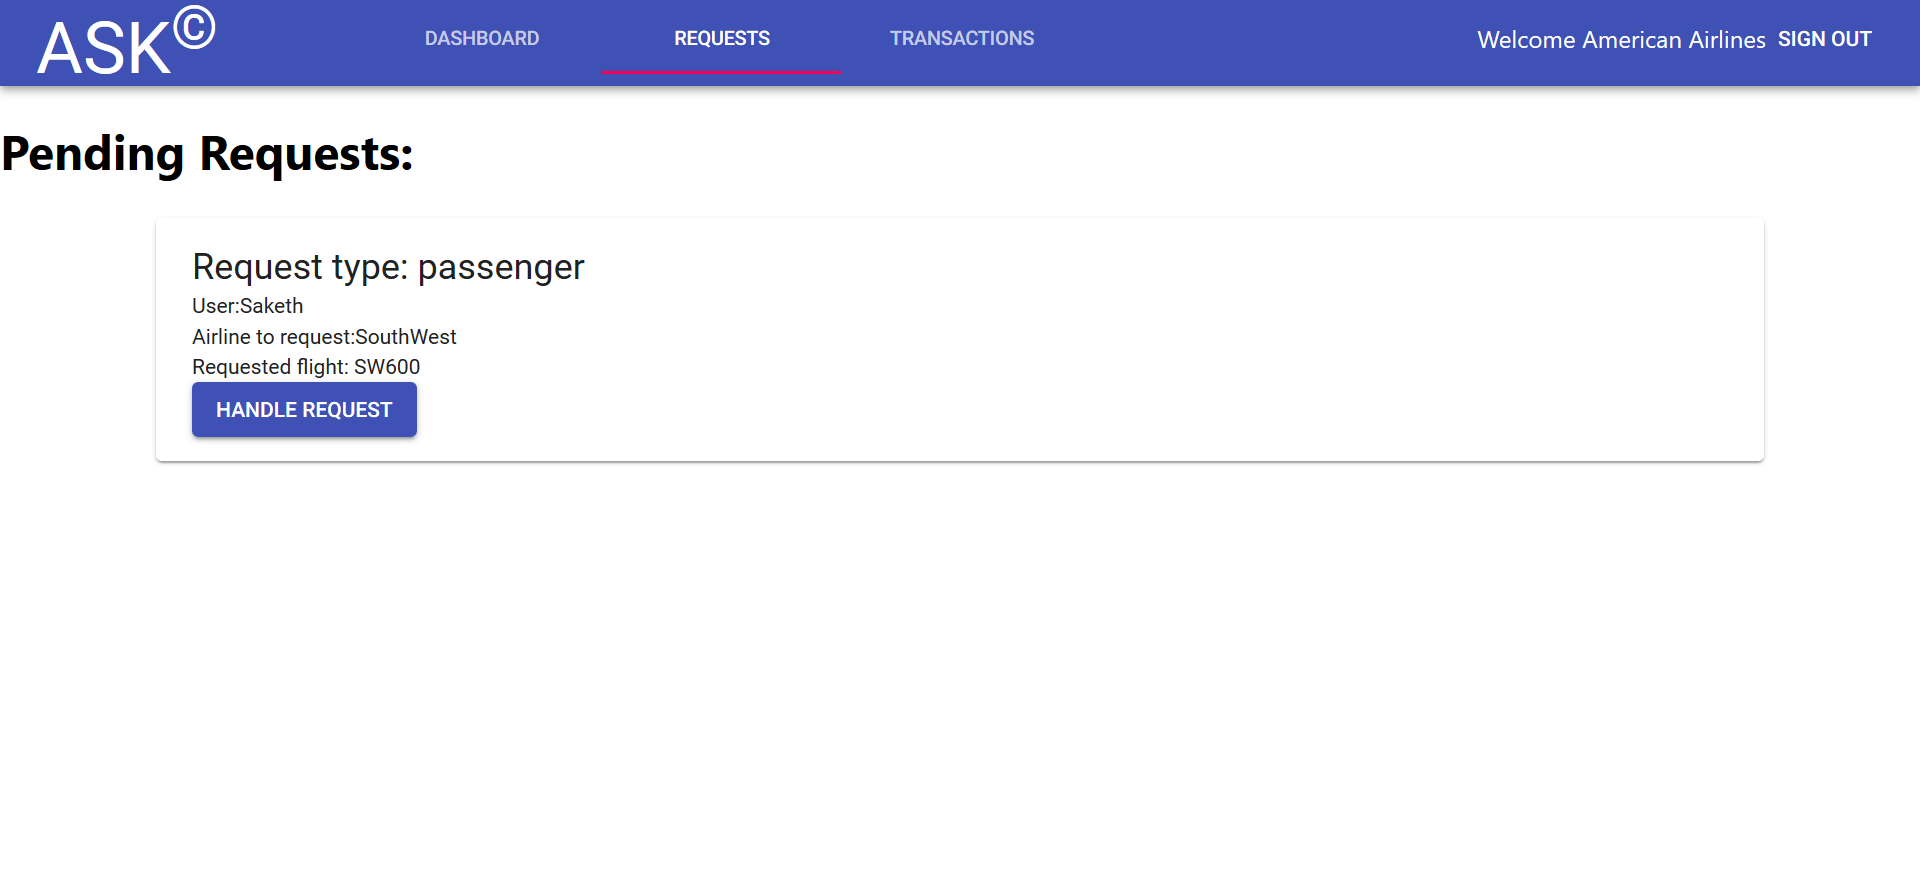 ASK©
DASHBOARD
REQUESTS
TRANSACTIONS
Welcome American Airlines SIGN OUT
Pending Requests:
Request type: passenger
User:Saketh
Airline to request:SouthWest
Requested flight: SW600
HANDLE REQUEST